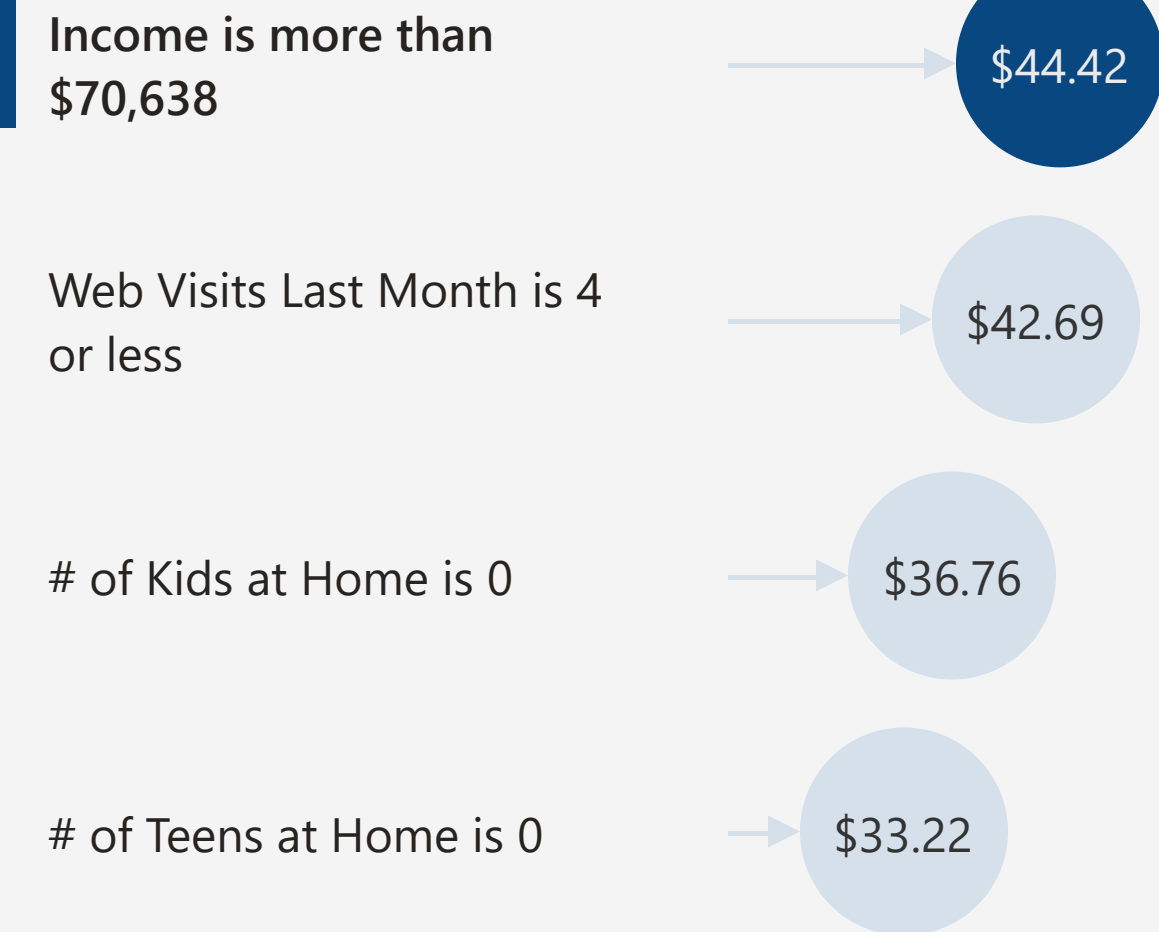 Income is more than
$70,638
$44.42
Web Visits Last Month is 4
or less
$42.69
# of Kids at Home is 0
$36.76
# of Teens at Home is 0
$33.22